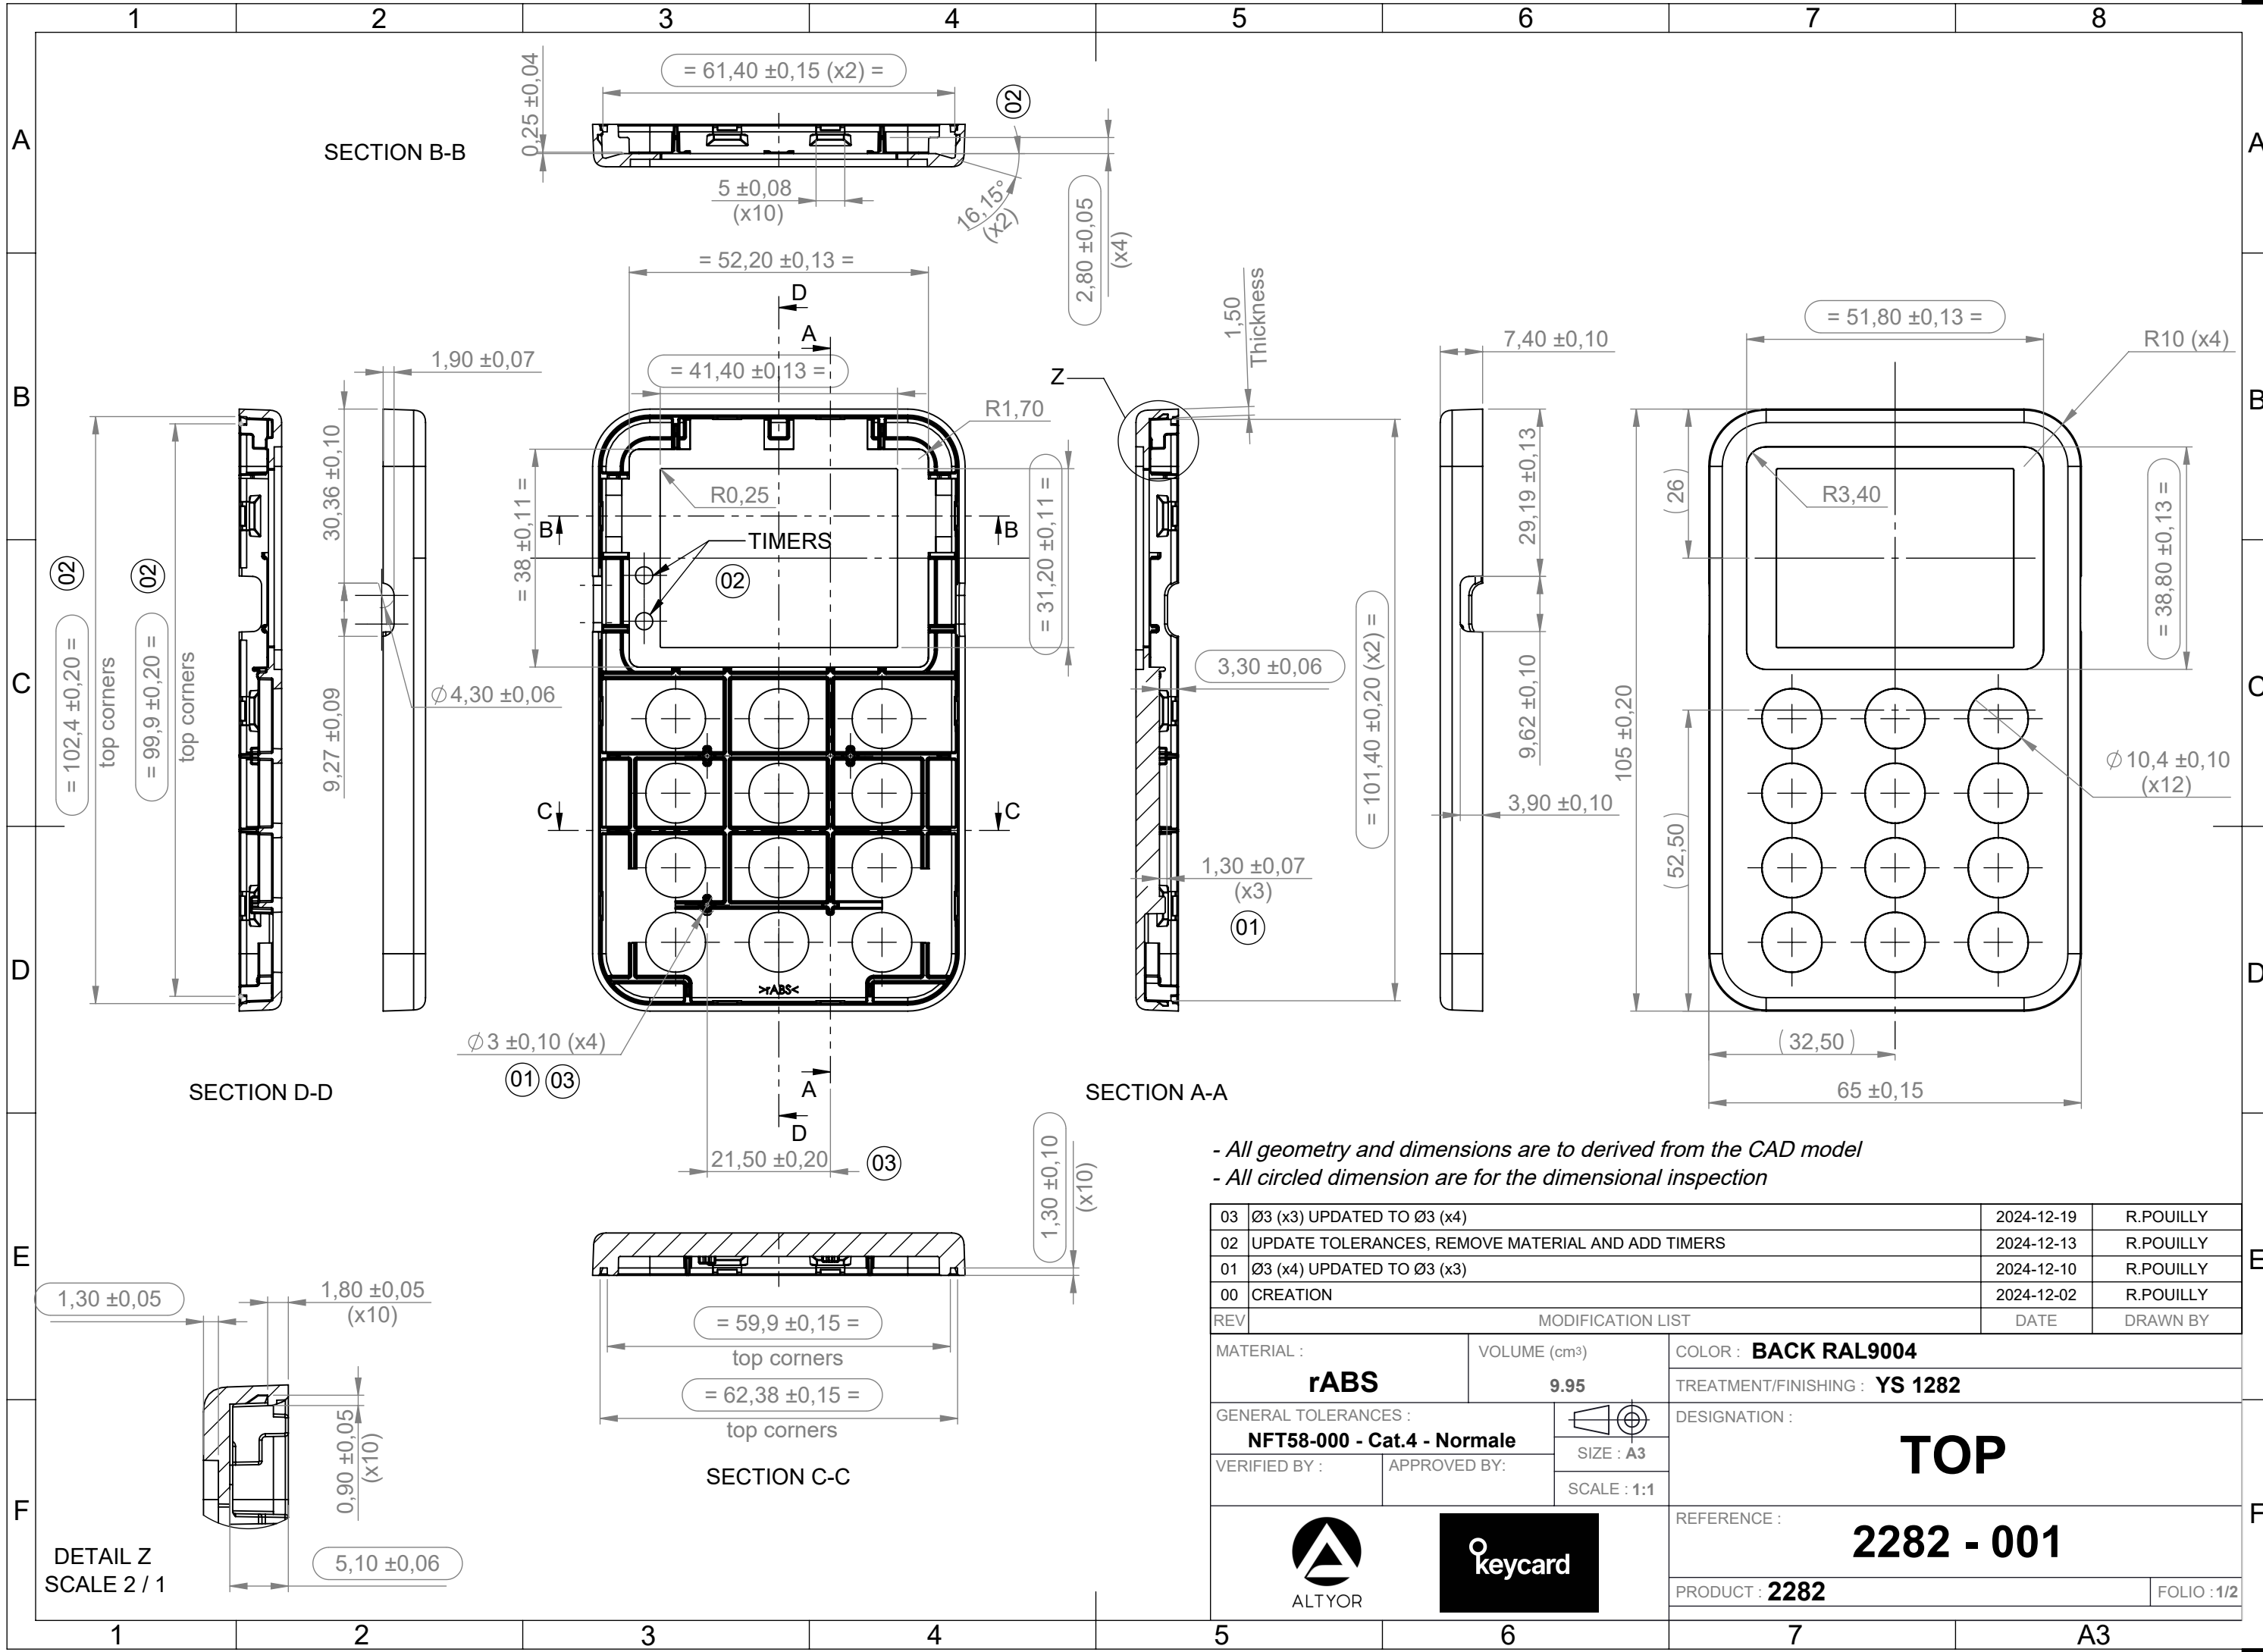 1 2 3 4 5 6 7 8
A A
B B
C C
D D
E E
F F
SECTION B-B
0,25 ±0,04
= 61,40 ±0,15 (x2) =
02
5 ±0,08
(x10)
16,15°
(x2)
2,80 ±0,05
(x4)
= 52,20 ±0,13 =
D
A
= 41,40 ±0,13 =
R1,70
R0,25
= 38 ±0,11 =
B B
TIMERS
02
= 31,20 ±0,11 =
C C
>rABS<
Ø3 ±0,10 (x4)
01 03
A
D
21,50 ±0,20
03
02
= 102,4 ±0,20 =
top corners
02
= 99,9 ±0,20 =
top corners
SECTION D-D
1,90 ±0,07
30,36 ±0,10
9,27 ±0,09
Ø4,30 ±0,06
Z
1,50
Thickness
3,30 ±0,06
= 101,40 ±0,20 (x2) =
1,30 ±0,07
(x3)
01
SECTION A-A
7,40 ±0,10
29,19 ±0,13
9,62 ±0,10
3,90 ±0,10
105 ±0,20
= 51,80 ±0,13 =
R10 (x4)
(26)
R3,40
= 38,80 ±0,13 =
Ø10,4 ±0,10
(x12)
(52,50)
(32,50)
65 ±0,15
1,30 ±0,10
(x10)
= 59,9 ±0,15 =
top corners
= 62,38 ±0,15 =
top corners
SECTION C-C
1,30 ±0,05
1,80 ±0,05
(x10)
0,90 ±0,05
(x10)
5,10 ±0,06
DETAIL Z
SCALE 2 / 1
- All geometry and dimensions are to derived from the CAD model
- All circled dimension are for the dimensional inspection
03 Ø3 (x3) UPDATED TO Ø3 (x4) 2024-12-19 R.POUILLY
02 UPDATE TOLERANCES, REMOVE MATERIAL AND ADD TIMERS 2024-12-13 R.POUILLY
01 Ø3 (x4) UPDATED TO Ø3 (x3) 2024-12-10 R.POUILLY
00 CREATION 2024-12-02 R.POUILLY
REV MODIFICATION LIST DATE DRAWN BY
MATERIAL :
rABS
VOLUME (cm³)
9.95
COLOR : BACK RAL9004
TREATMENT/FINISHING : YS 1282
GENERAL TOLERANCES :
NFT58-000 - Cat.4 - Normale
SIZE : A3
SCALE : 1:1
VERIFIED BY :
APPROVED BY:
DESIGNATION :
TOP
REFERENCE :
2282 - 001
PRODUCT : 2282
FOLIO : 1/2
ALTYOR
keycard
1 2 3 4 5 6 7 A3